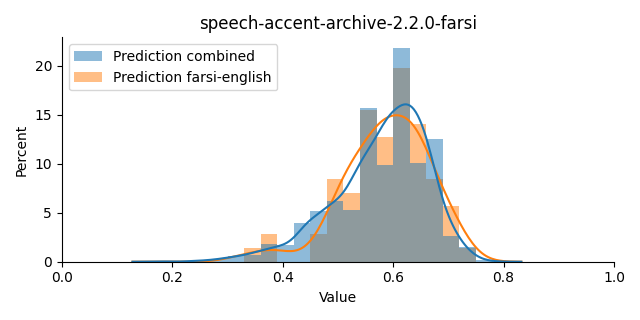 speech-accent-archive-2.2.0-farsi
Prediction combined
Prediction farsi-english
Percent
20
15
10
5
0
0.0 0.2 0.4 0.6 0.8 1.0
Value